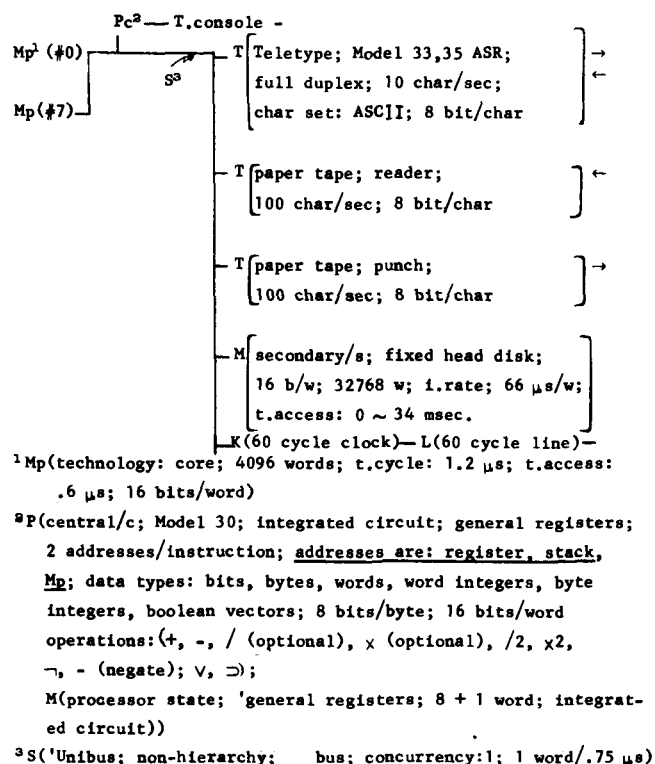 Pc² — T.console -
Mp¹ (#0)
S³
Mp(#7)
T Teletype; Model 33,35 ASR; →
full duplex; 10 char/sec; ←
char set: ASCII; 8 bit/char
T paper tape; reader; ←
100 char/sec; 8 bit/char
T paper tape; punch; →
100 char/sec; 8 bit/char
M secondary/s; fixed head disk;
16 b/w; 32768 w; i.rate; 66 μs/w;
t.access: 0 ~ 34 msec.
K(60 cycle clock)—L(60 cycle line)—
¹Mp(technology: core; 4096 words; t.cycle: 1.2 μs; t.access:
.6 μs; 16 bits/word)
²P(central/c; Model 30; integrated circuit; general registers;
2 addresses/instruction; addresses are: register, stack,
Mp; data types: bits, bytes, words, word integers, byte
integers, boolean vectors; 8 bits/byte; 16 bits/word
operations:(+, -, / (optional), × (optional), /2, ×2,
¬, - (negate); ∨, ⊃);
M(processor state; 'general registers; 8 + 1 word; integrat-
ed circuit))
³S('Unibus; non-hierarchy; bus; concurrency:1; 1 word/.75 μs)